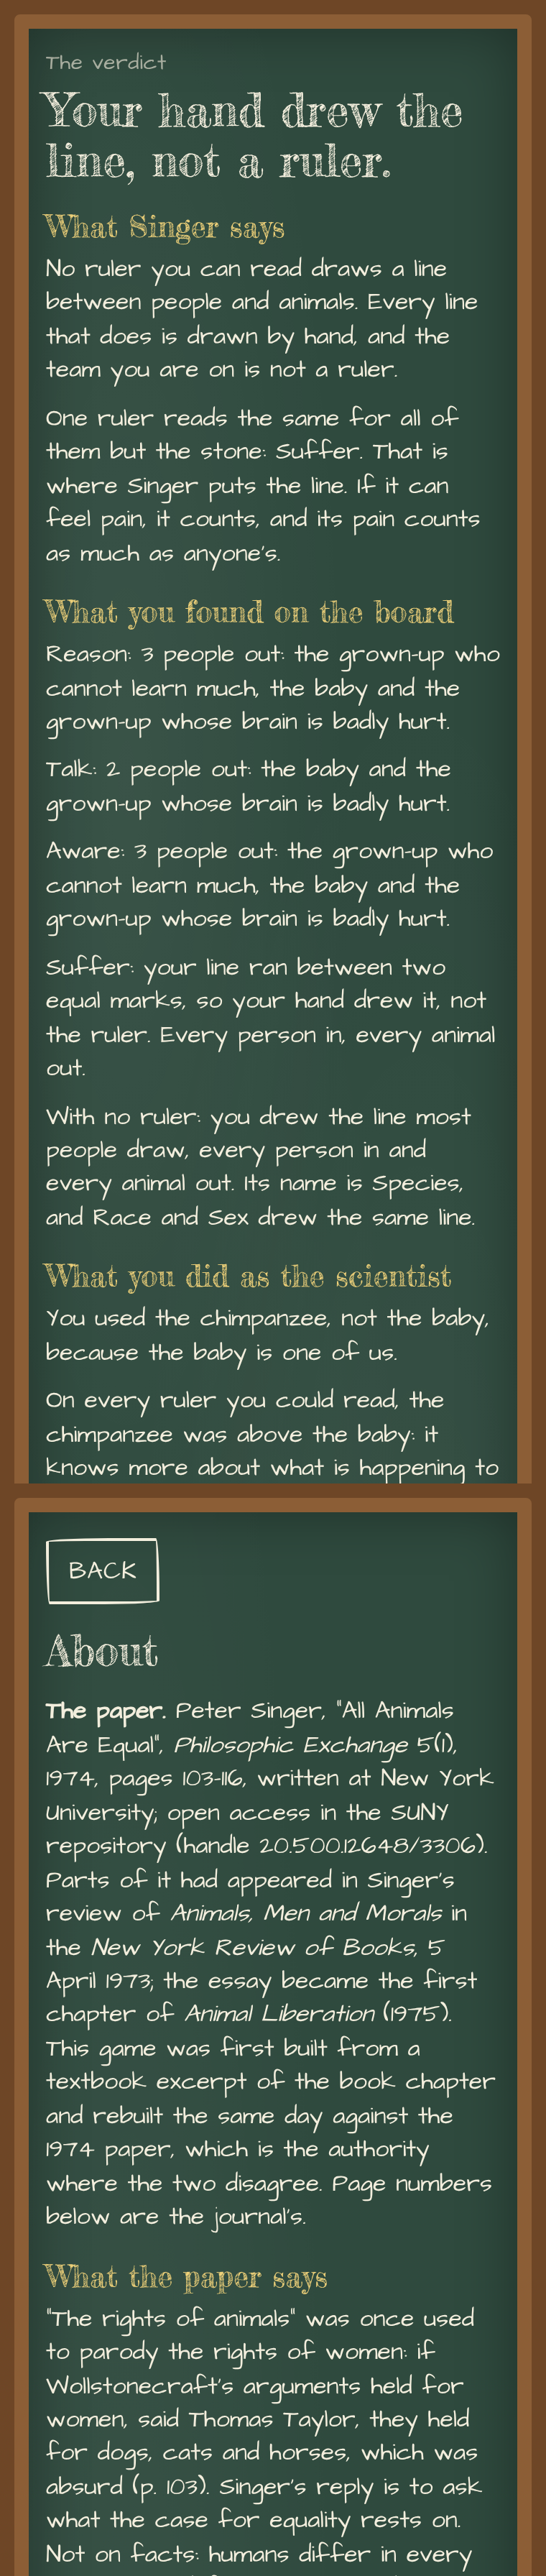 The verdict
Your hand drew the
line, not a ruler.
What Singer says
No ruler you can read draws a line
between people and animals. Every line
that does is drawn by hand, and the
team you are on is not a ruler.
One ruler reads the same for all of
them but the stone: Suffer. That is
where Singer puts the line. If it can
feel pain, it counts, and its pain counts
as much as anyone's.
What you found on the board
Reason: 3 people out: the grown-up who
cannot learn much, the baby and the
grown-up whose brain is badly hurt.
Talk: 2 people out: the baby and the
grown-up whose brain is badly hurt.
Aware: 3 people out: the grown-up who
cannot learn much, the baby and the
grown-up whose brain is badly hurt.
Suffer: your line ran between two
equal marks, so your hand drew it, not
the ruler. Every person in, every animal
out.
With no ruler: you drew the line most
people draw, every person in and
every animal out. Its name is Species,
and Race and Sex drew the same line.
What you did as the scientist
You used the chimpanzee, not the baby,
because the baby is one of us.
On every ruler you could read, the
chimpanzee was above the baby: it
knows more about what is happening to
BACK
About
The paper. Peter Singer, "All Animals
Are Equal", Philosophic Exchange 5(1),
1974, pages 103-116, written at New York
University; open access in the SUNY
repository (handle 20.500.12648/3306).
Parts of it had appeared in Singer's
review of Animals, Men and Morals in
the New York Review of Books, 5
April 1973; the essay became the first
chapter of Animal Liberation (1975).
This game was first built from a
textbook excerpt of the book chapter
and rebuilt the same day against the
1974 paper, which is the authority
where the two disagree. Page numbers
below are the journal's.
What the paper says
"The rights of animals" was once used
to parody the rights of women: if
Wollstonecraft's arguments held for
women, said Thomas Taylor, they held
for dogs, cats and horses, which was
absurd (p. 103). Singer's reply is to ask
what the case for equality rests on.
Not on facts: humans differ in every